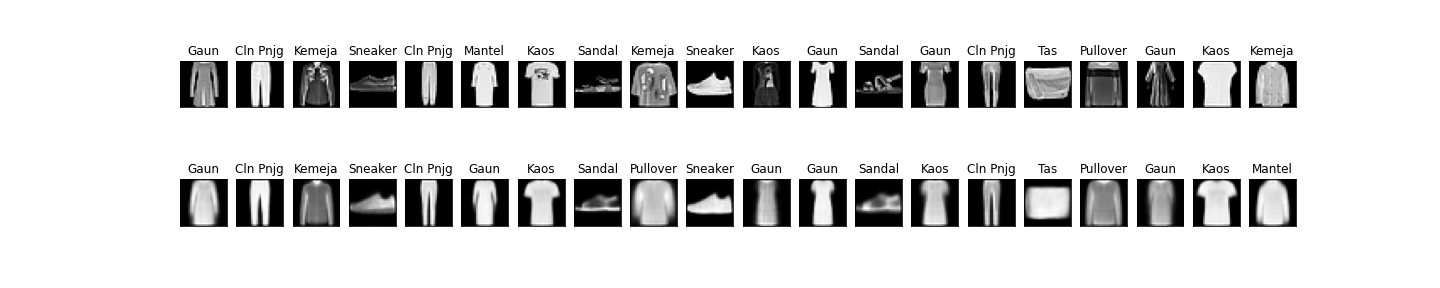 Gaun Cln Pnjg Kemeja Sneaker Cln Pnjg Mantel Kaos Sandal Kemeja Sneaker Kaos Gaun Sandal Gaun Cln Pnjg Tas Pullover Gaun Kaos Kemeja
Gaun Cln Pnjg Kemeja Sneaker Cln Pnjg Gaun Kaos Sandal Pullover Sneaker Gaun Gaun Sandal Kaos Cln Pnjg Tas Pullover Gaun Kaos Mantel